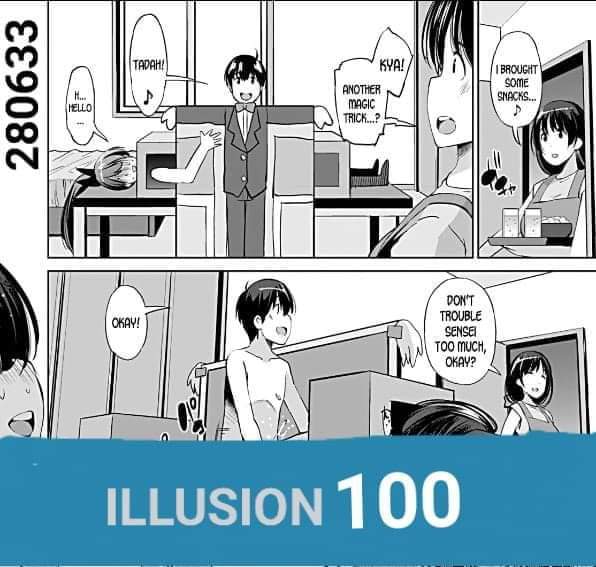 280633
I BROUGHT
SOME
SNACKS...
♪
KYA!
ANOTHER
MAGIC
TRICK...?
TADAH!
♪
H...
HELLO
...
DON'T
TROUBLE
SENSEI
TOO MUCH,
OKAY?
OKAY!
ILLUSION 100